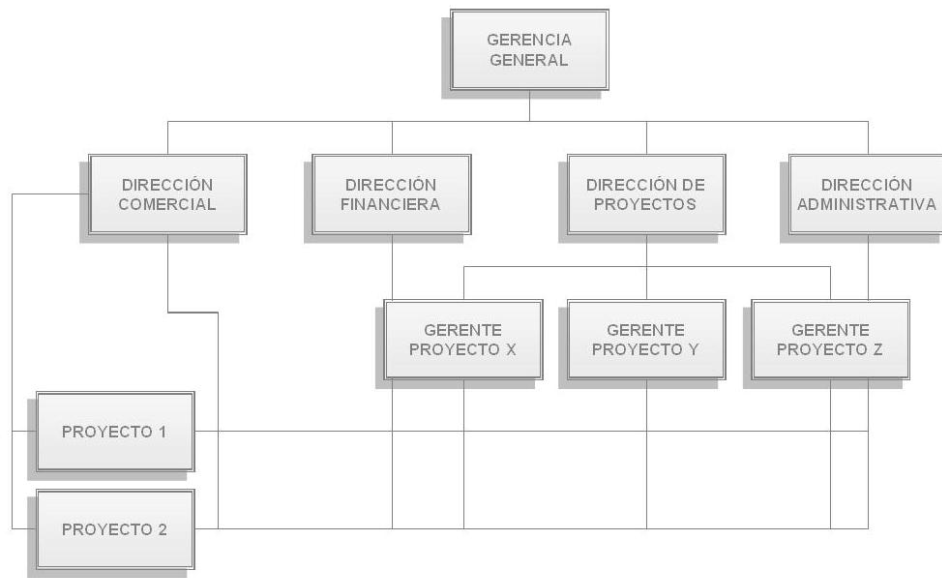 GERENCIA
GENERAL
DIRECCIÓN
COMERCIAL
DIRECCIÓN
FINANCIERA
DIRECCIÓN DE
PROYECTOS
DIRECCIÓN
ADMINISTRATIVA
GERENTE
PROYECTO X
GERENTE
PROYECTO Y
GERENTE
PROYECTO Z
PROYECTO 1
PROYECTO 2